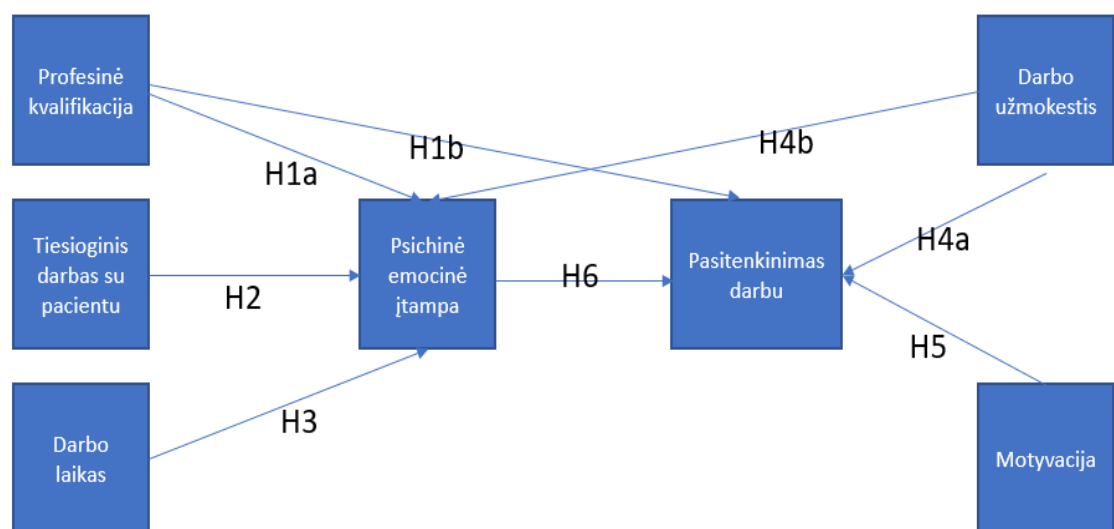 Profesinė
kvalifikacija
Darbo
užmokestis
H1b
H4b
H1a
Tiesioginis
darbas su
pacientu
Psichinė
emocinė
įtampa
Pasitenkinimas
darbu
H4a
H2
H6
H5
H3
Darbo
laikas
Motyvacija